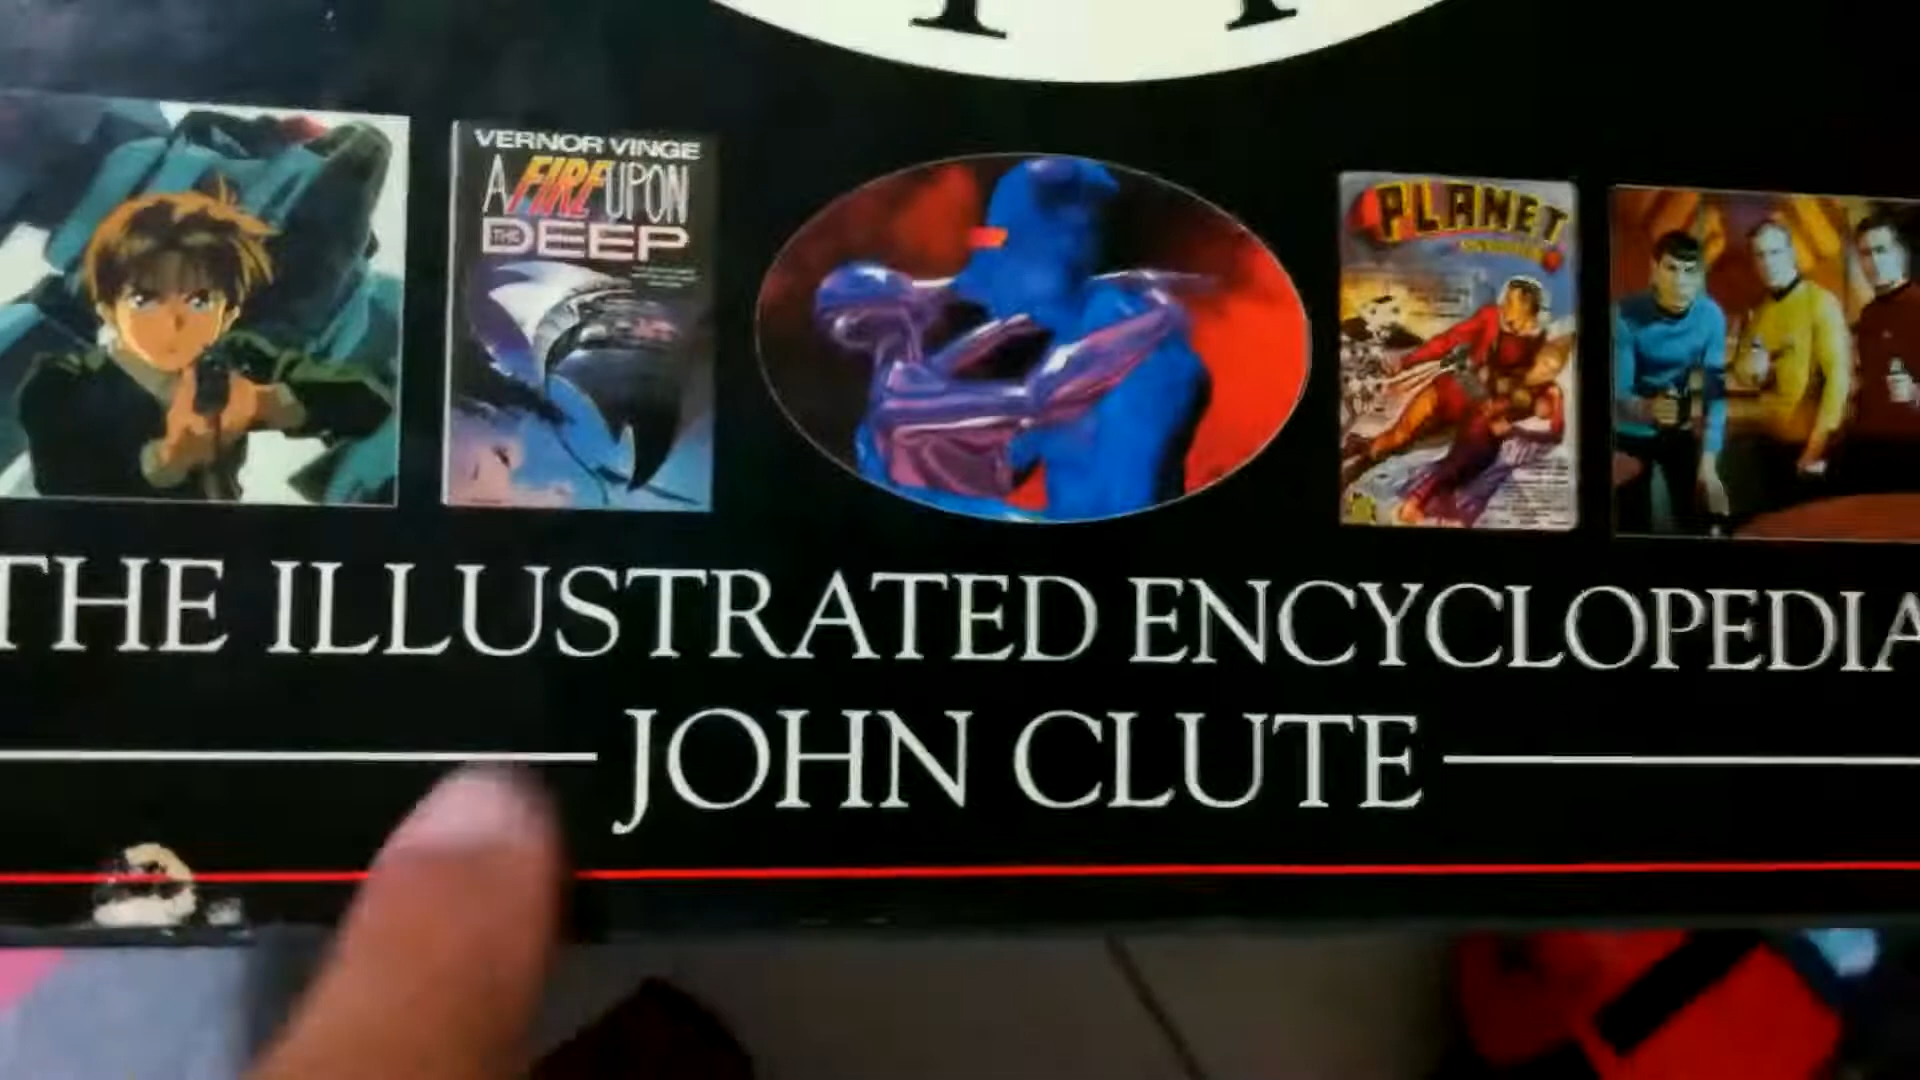 VERNOR VINGE
A FIRE UPON
THE DEEP
PLANET
THE ILLUSTRATED ENCYCLOPEDIA
JOHN CLUTE